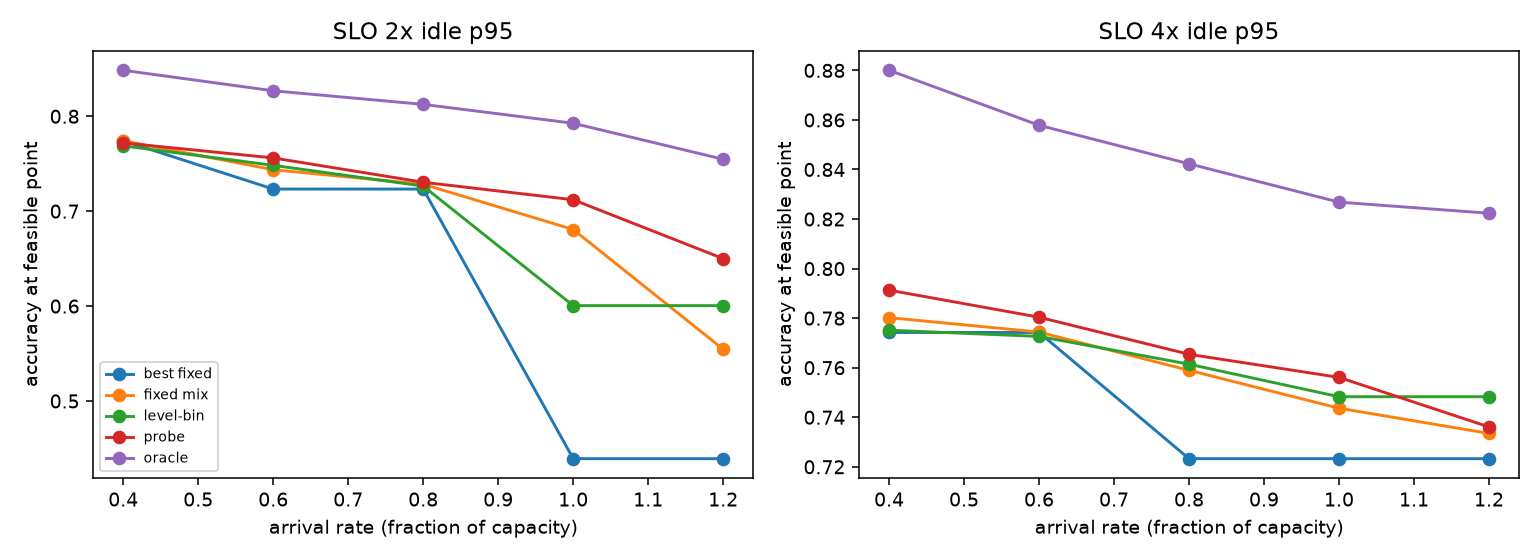 SLO 2x idle p95
accuracy at feasible point
0.8
0.7
0.6
0.5
best fixed
fixed mix
level-bin
probe
oracle
0.4 0.5 0.6 0.7 0.8 0.9 1.0 1.1 1.2
arrival rate (fraction of capacity)
SLO 4x idle p95
accuracy at feasible point
0.88
0.86
0.84
0.82
0.80
0.78
0.76
0.74
0.72
0.4 0.5 0.6 0.7 0.8 0.9 1.0 1.1 1.2
arrival rate (fraction of capacity)